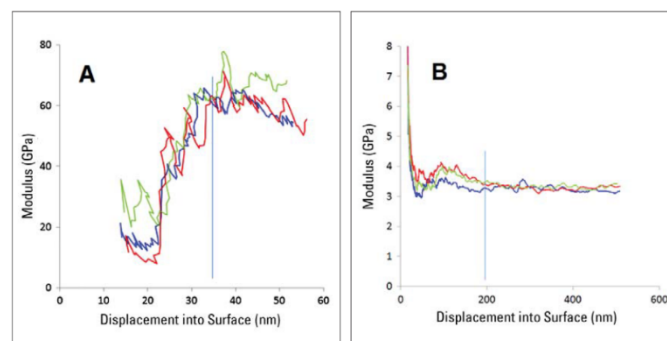 A
80
60
40
20
0
Modulus (GPa)
0 10 20 30 40 50 60
Displacement into Surface (nm)
B
8
7
6
5
4
3
2
1
0
Modulus (GPa)
0 200 400 600
Displacement into Surface (nm)